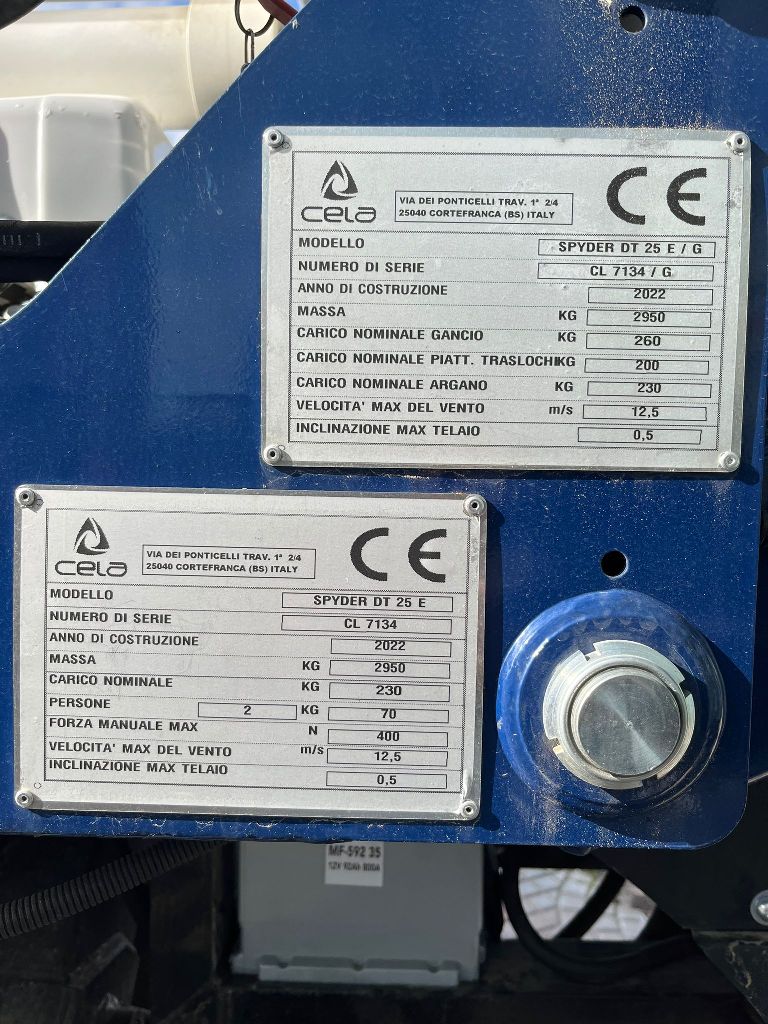 cela
VIA DEI PONTICELLI TRAV. 1ª 2/4
25040 CORTEFRANCA (BS) ITALY
CE
MODELLO SPYDER DT 25 E / G
NUMERO DI SERIE CL 7134 / G
ANNO DI COSTRUZIONE 2022
MASSA KG 2950
CARICO NOMINALE GANCIO KG 260
CARICO NOMINALE PIATT. TRASLOCHI KG 200
CARICO NOMINALE ARGANO KG 230
VELOCITA' MAX DEL VENTO m/s 12,5
INCLINAZIONE MAX TELAIO 0,5
cela
VIA DEI PONTICELLI TRAV. 1ª 2/4
25040 CORTEFRANCA (BS) ITALY
CE
MODELLO SPYDER DT 25 E
NUMERO DI SERIE CL 7134
ANNO DI COSTRUZIONE 2022
MASSA KG 2950
CARICO NOMINALE KG 230
PERSONE 2 KG 70
FORZA MANUALE MAX N 400
VELOCITA' MAX DEL VENTO m/s 12,5
INCLINAZIONE MAX TELAIO 0,5
MF-592 35
12V 92Ah 800A